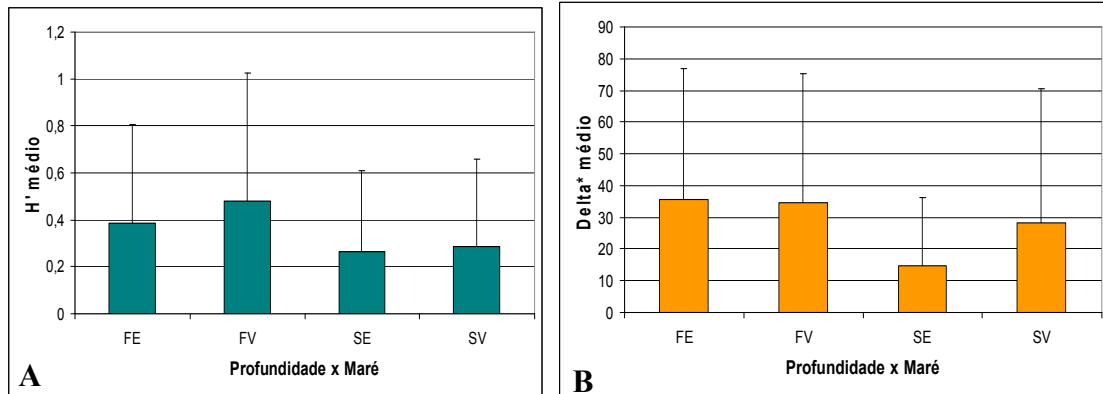 H' médio
1,2
1
0,8
0,6
0,4
0,2
0
FE FV SE SV
Profundidade x Maré
A
Delta* médio
90
80
70
60
50
40
30
20
10
0
FE FV SE SV
Profundidade x Maré
B